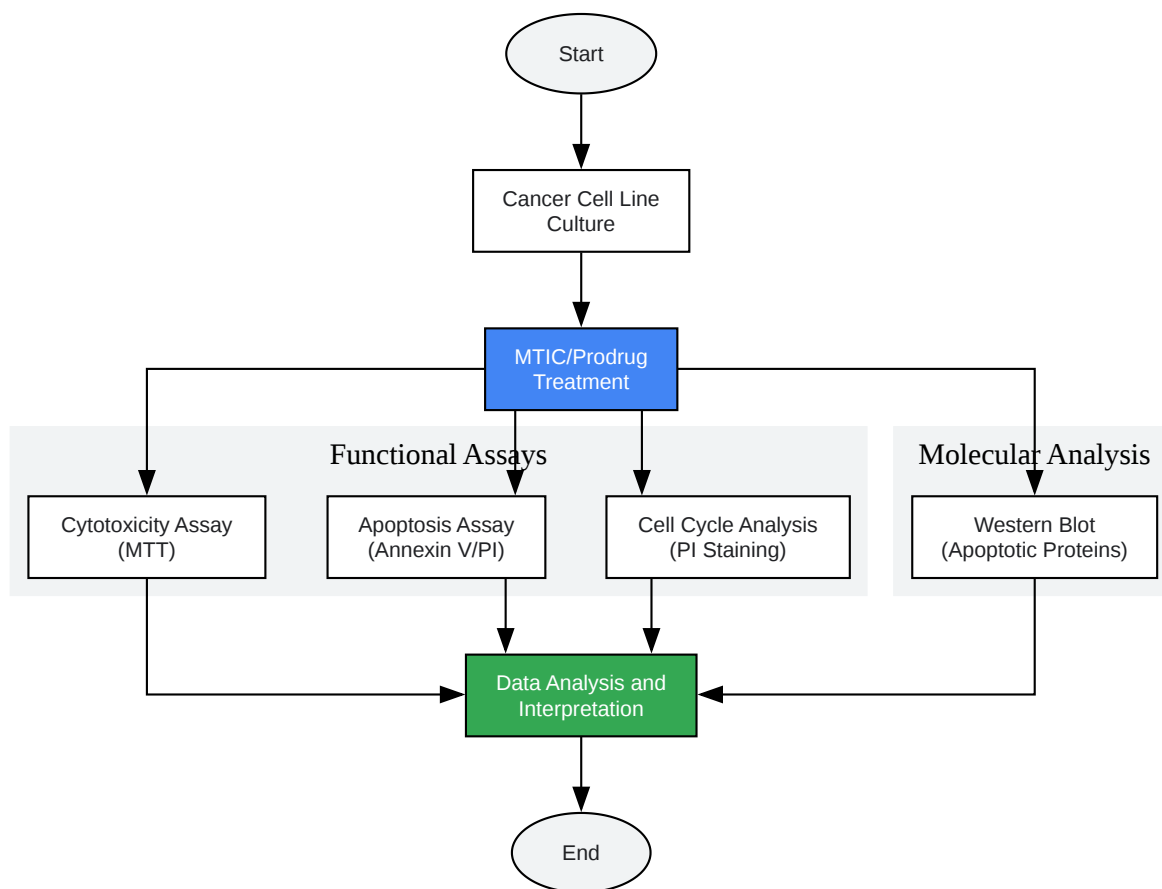 Start
Cancer Cell Line
Culture
MTIC/Prodrug
Treatment
Functional Assays
Molecular Analysis
Cytotoxicity Assay
(MTT)
Apoptosis Assay
(Annexin V/PI)
Cell Cycle Analysis
(PI Staining)
Western Blot
(Apoptotic Proteins)
Data Analysis and
Interpretation
End